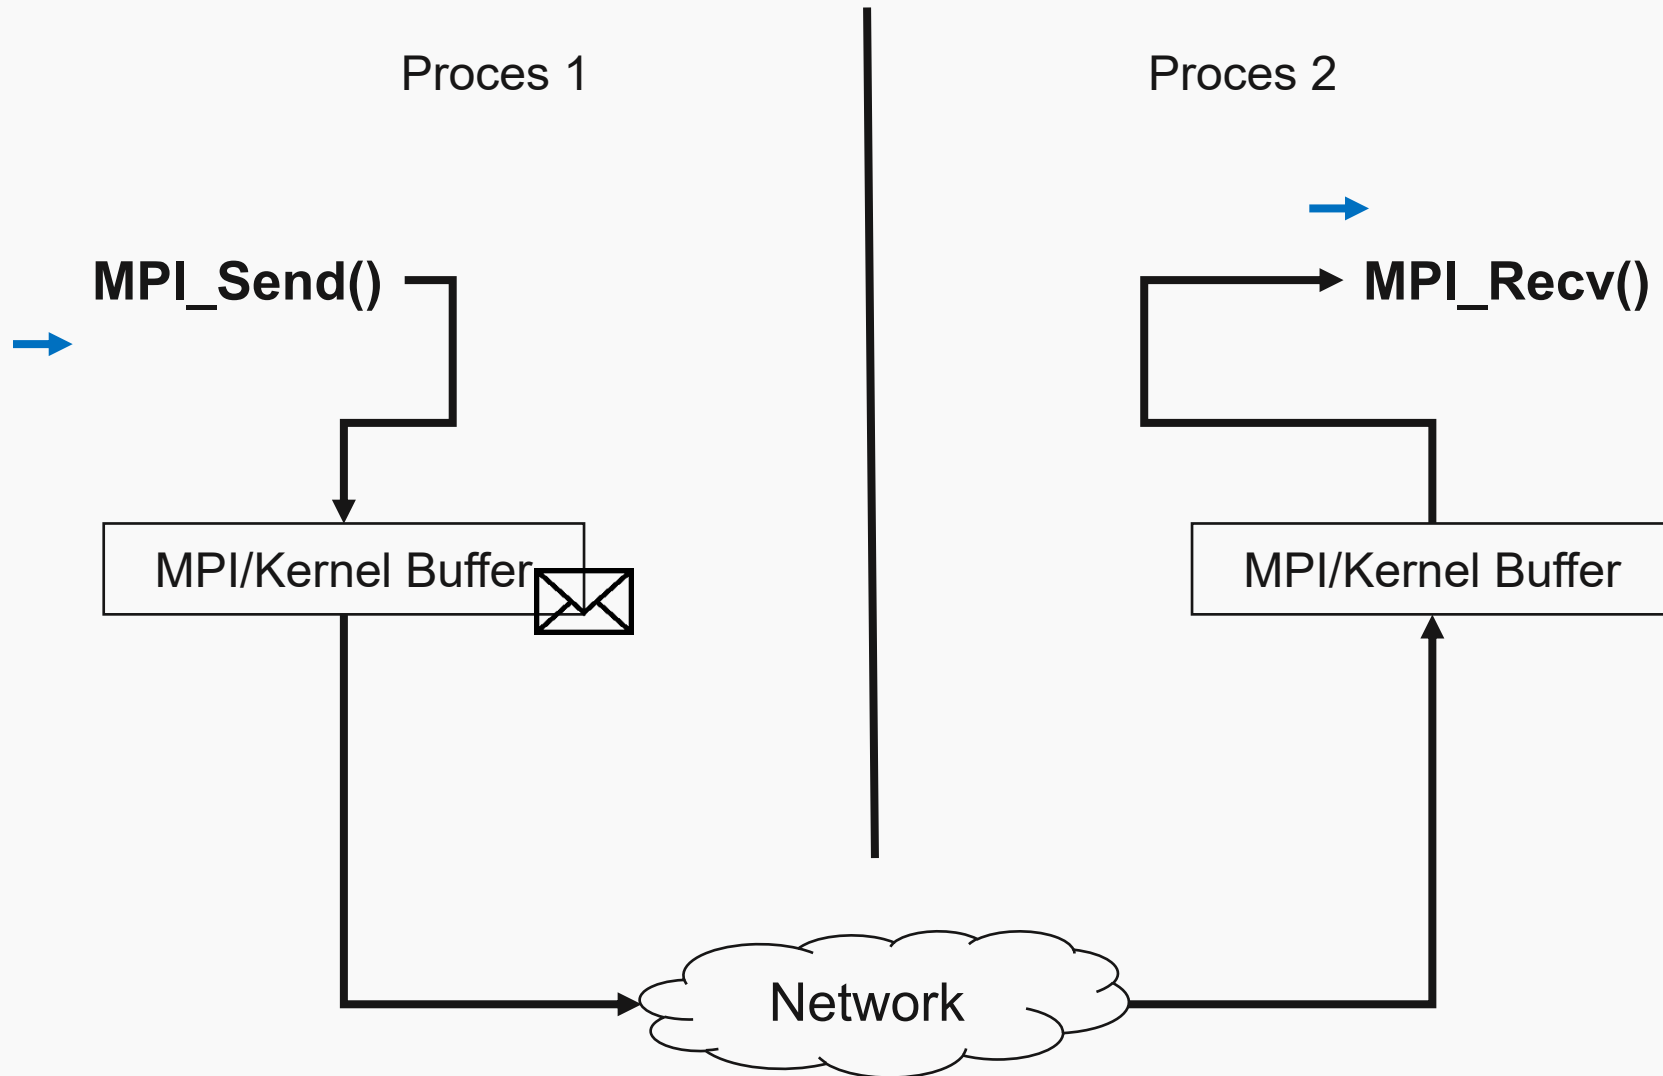 Proces 1
Proces 2
MPI_Send()
MPI_Recv()
MPI/Kernel Buffer
MPI/Kernel Buffer
Network